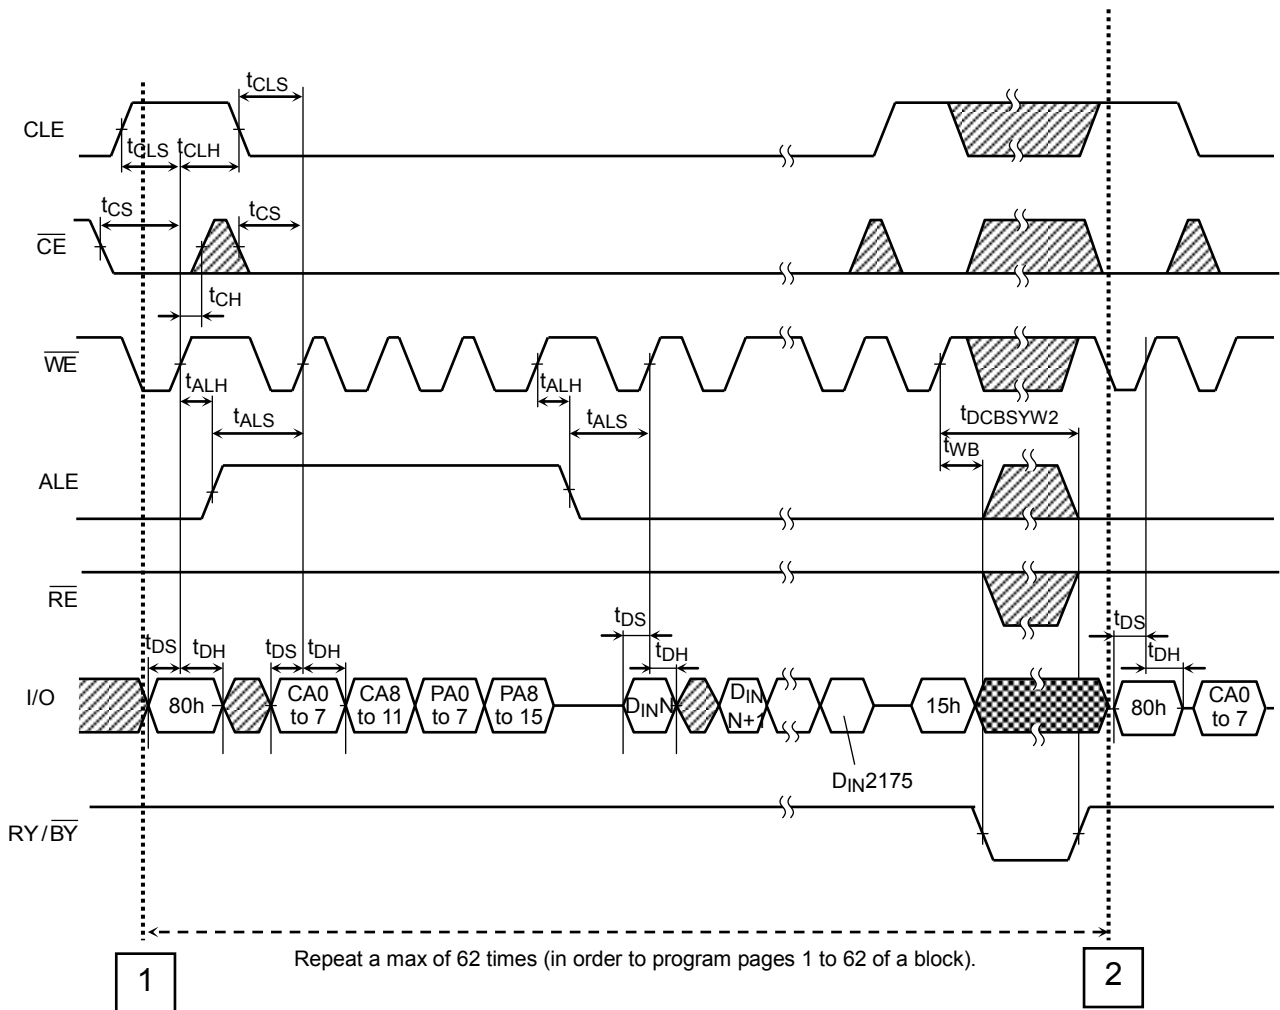 tCLS
CLE
tCLS tCLH
tCS tCS
CE
tCH
WE
tALH tALH
tALS tALS
tDCBSYW2
tWB
ALE
RE
tDS tDH tDS tDH tDS tDH tDS tDH
I/O
80h
CA0 to 7
CA8 to 11
PA0 to 7
PA8 to 15
DINN
DIN N+1
15h
80h
CA0 to 7
DIN2175
RY/BY
Repeat a max of 62 times (in order to program pages 1 to 62 of a block).
1
2